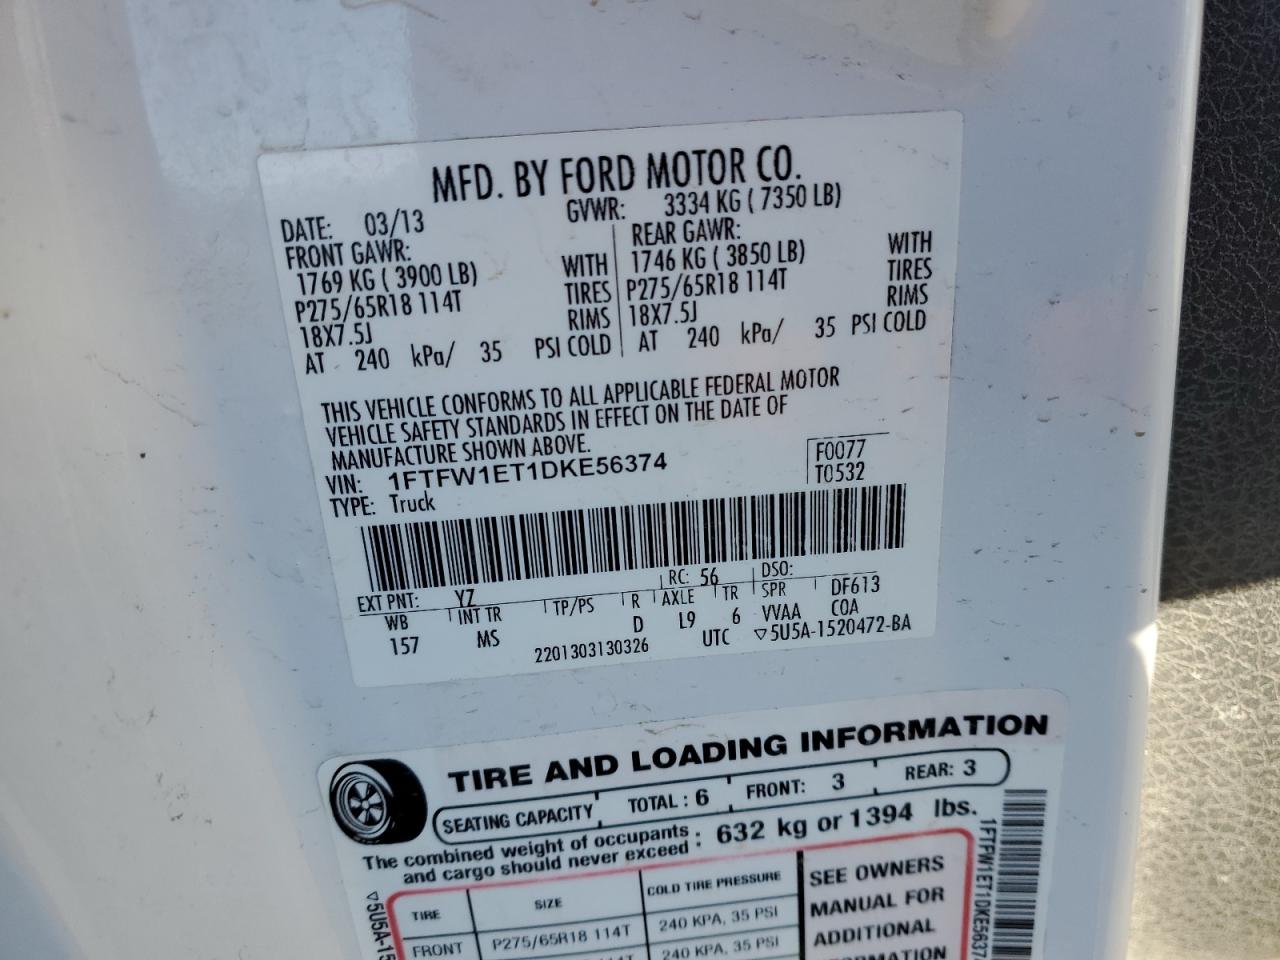 MFD. BY FORD MOTOR CO.
DATE: 03/13 GVWR: 3334 KG ( 7350 LB)
FRONT GAWR: REAR GAWR:
1769 KG ( 3900 LB) WITH 1746 KG ( 3850 LB) WITH
P275/65R18 114T TIRES P275/65R18 114T TIRES
18X7.5J RIMS 18X7.5J RIMS
AT 240 kPa/ 35 PSI COLD AT 240 kPa/ 35 PSI COLD
THIS VEHICLE CONFORMS TO ALL APPLICABLE FEDERAL MOTOR
VEHICLE SAFETY STANDARDS IN EFFECT ON THE DATE OF
MANUFACTURE SHOWN ABOVE.
VIN: 1FTFW1ET1DKE56374 F0077
TYPE: Truck T0532
EXT PNT: YZ RC: 56 DSO:
WB INT TR TP/PS R AXLE TR SPR DF613
157 MS D L9 6 VVAA COA
2201303130326 UTC ▽5U5A-1520472-BA
TIRE AND LOADING INFORMATION
SEATING CAPACITY TOTAL : 6 FRONT: 3 REAR: 3
The combined weight of occupants and cargo should never exceed : 632 kg or 1394 lbs.
TIRE SIZE COLD TIRE PRESSURE SEE OWNERS
FRONT P275/65R18 114T 240 KPA, 35 PSI MANUAL FOR
240 KPA, 35 PSI ADDITIONAL
▽5U5A-15
1FTFW1ET1DKE5637